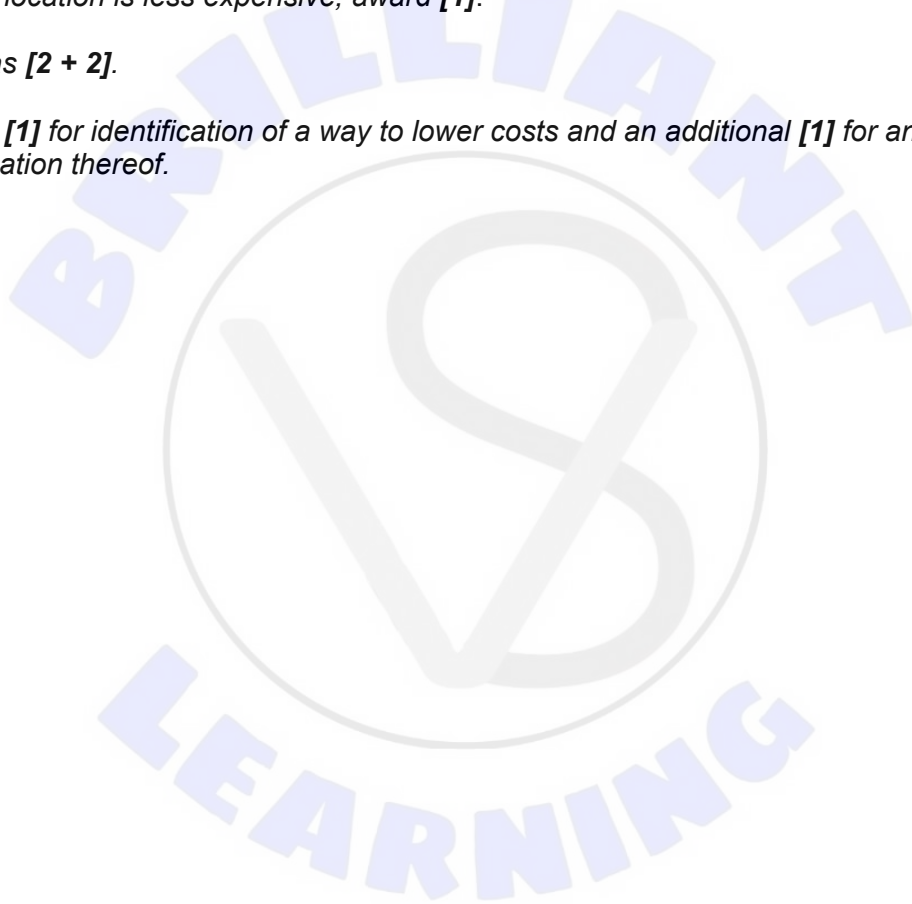 location is less expensive, award [1].
s [2 + 2].
[1] for identification of a way to lower costs and an additional [1] for an
ation thereof.
BRILLIANT
VS
LEARNING